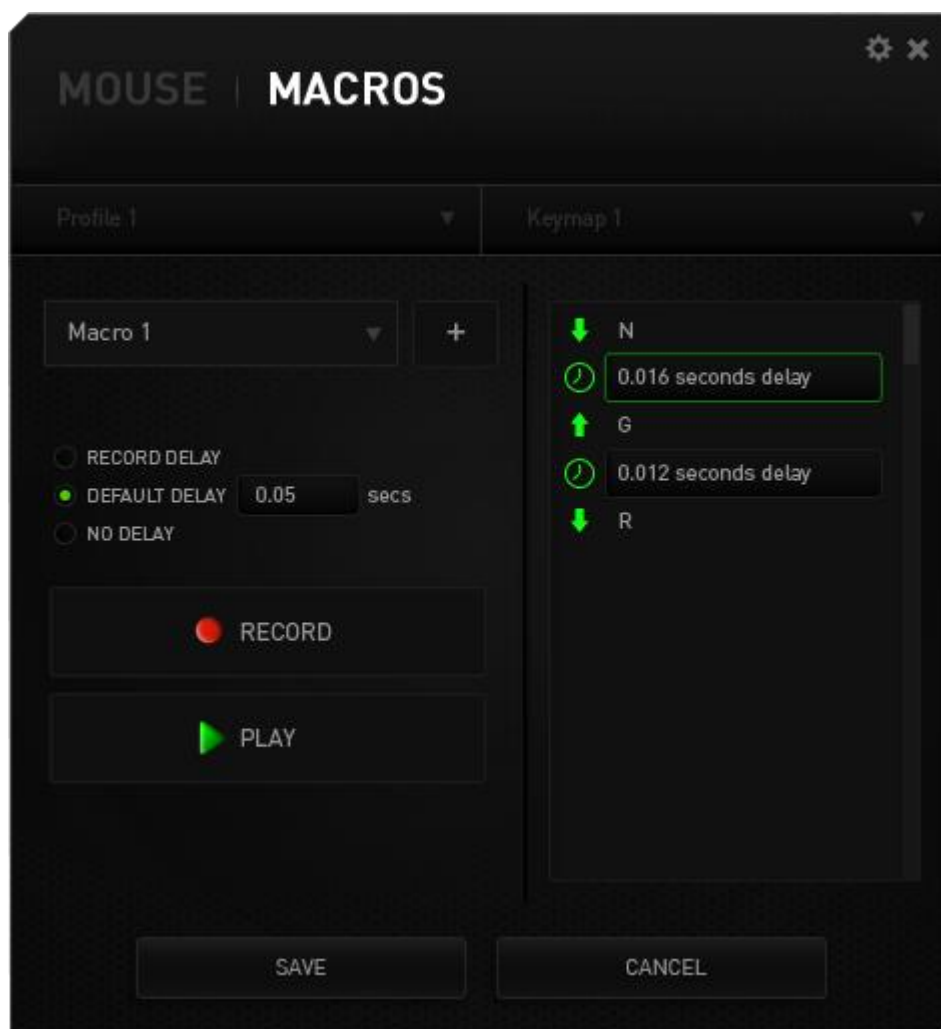 MOUSE | MACROS
Profile 1
Keymap 1
Macro 1
+
RECORD DELAY
DEFAULT DELAY 0.05 secs
NO DELAY
RECORD
PLAY
N
0.016 seconds delay
G
0.012 seconds delay
R
SAVE
CANCEL